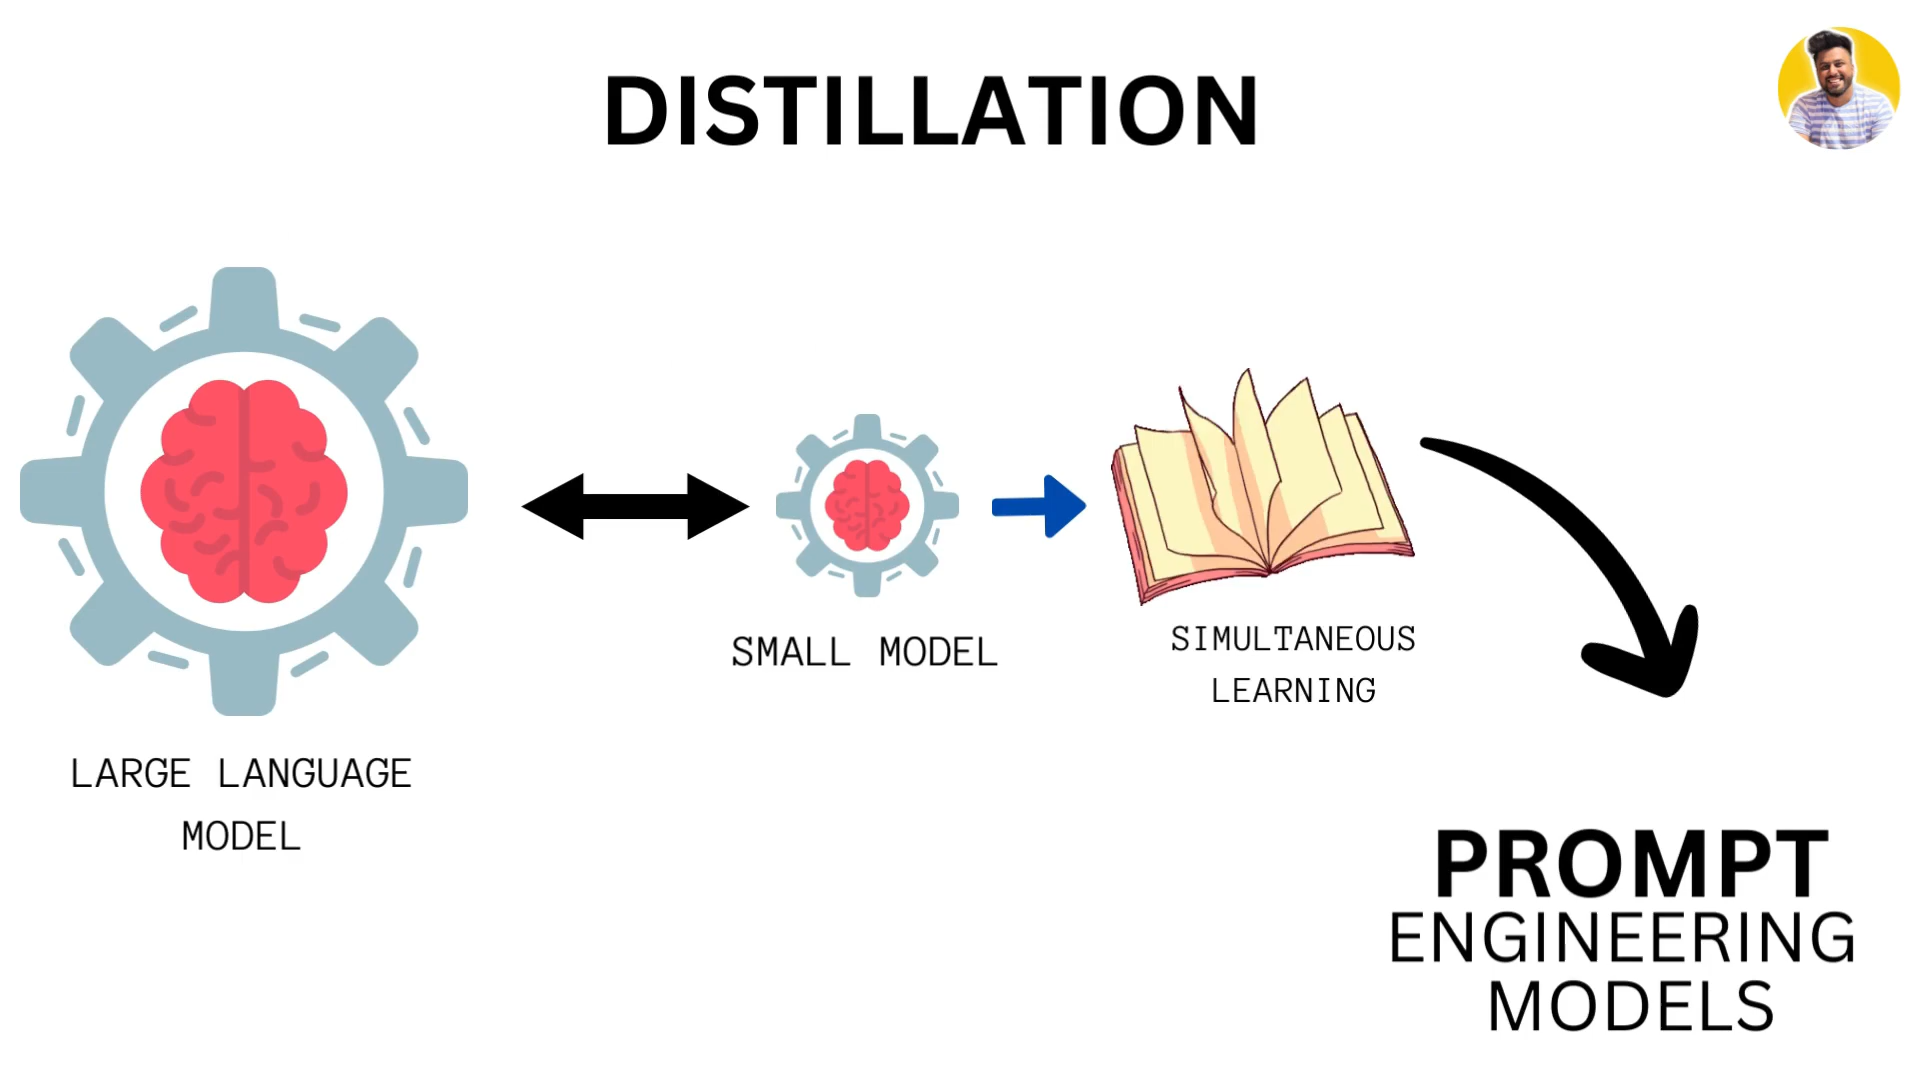 DISTILLATION
LARGE LANGUAGE
MODEL
SMALL MODEL
SIMULTANEOUS
LEARNING
PROMPT
ENGINEERING
MODELS